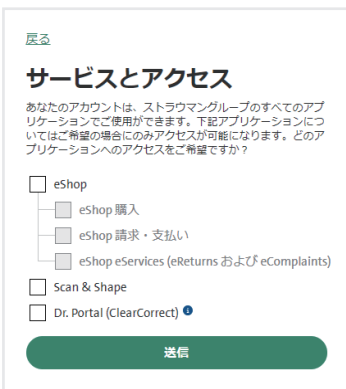 戻る
サービスとアクセス
あなたのアカウントは、ストラウマングループのすべてのアプ
リケーションでご使用ができます。下記アプリケーションにつ
いてはご希望の場合にのみアクセスが可能になります。どのア
プリケーションへのアクセスをご希望ですか？
eShop
eShop 購入
eShop 請求・支払い
eShop eServices (eReturns および eComplaints)
Scan & Shape
Dr. Portal (ClearCorrect) i
送信